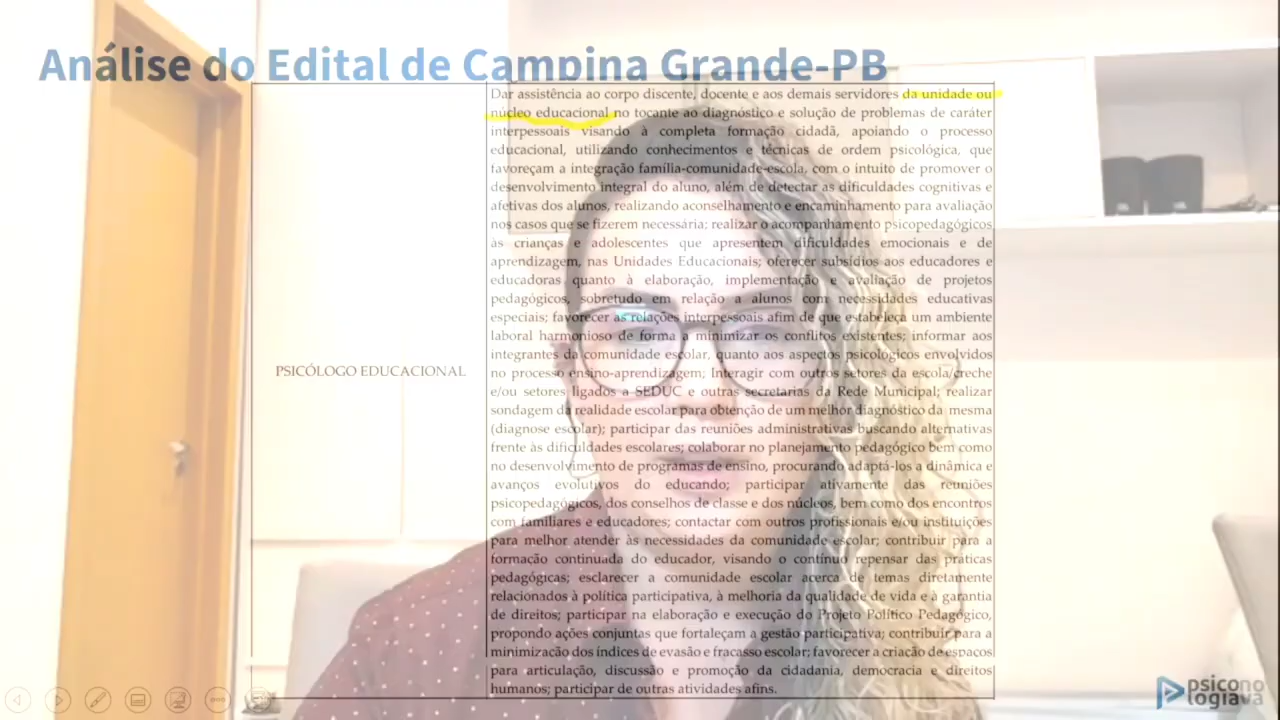 Análise do Edital de Campina Grande-PB
PSICÓLOGO EDUCACIONAL
Dar assistência ao corpo discente, docente e aos demais servidores da unidade ou
núcleo educacional no tocante ao diagnóstico e solução de problemas de caráter
interpessoais visando à completa formação cidadã, apoiando o processo
educacional, utilizando conhecimentos e técnicas de ordem psicológica, que
favoreçam a integração família-comunidade-escola, com o intuito de promover o
desenvolvimento integral do aluno, além de detectar as dificuldades cognitivas e
afetivas dos alunos, realizando aconselhamento e encaminhamento para avaliação
nos casos que se fizerem necessária; realizar o acompanhamento psicopedagógicos
às crianças e adolescentes que apresentem dificuldades emocionais e de
aprendizagem, nas Unidades Educacionais; oferecer subsídios aos educadores e
educadoras quanto à elaboração, implementação e avaliação de projetos
pedagógicos, sobretudo em relação a alunos com necessidades educativas
especiais; favorecer as relações interpessoais afim de que estabeleça um ambiente
laboral harmonioso de forma a minimizar os conflitos existentes; informar aos
integrantes da comunidade escolar, quanto aos aspectos psicológicos envolvidos
no processo ensino-aprendizagem; Interagir com outros setores da escola/creche
e/ou setores ligados a SEDUC e outras secretarias da Rede Municipal; realizar
sondagem da realidade escolar para obtenção de um melhor diagnóstico da mesma
(diagnose escolar); participar das reuniões administrativas buscando alternativas
frente às dificuldades escolares; colaborar no planejamento pedagógico bem como
no desenvolvimento de programas de ensino, procurando adaptá-los a dinâmica e
avanços evolutivos do educando; participar ativamente das reuniões
psicopedagógicos, dos conselhos de classe e dos núcleos, bem como dos encontros
com familiares e educadores; contactar com outros profissionais e/ou instituições
para melhor atender às necessidades da comunidade escolar; contribuir para a
formação continuada do educador, visando o contínuo repensar das práticas
pedagógicas; esclarecer a comunidade escolar acerca de temas diretamente
relacionados à política participativa, à melhoria da qualidade de vida e à garantia
de direitos; participar na elaboração e execução do Projeto Político Pedagógico,
propondo ações conjuntas que fortaleçam a gestão participativa; contribuir para a
minimização dos índices de evasão e fracasso escolar; favorecer a criação de espaços
para articulação, discussão e promoção da cidadania, democracia e direitos
humanos; participar de outras atividades afins.
psicono
logiava